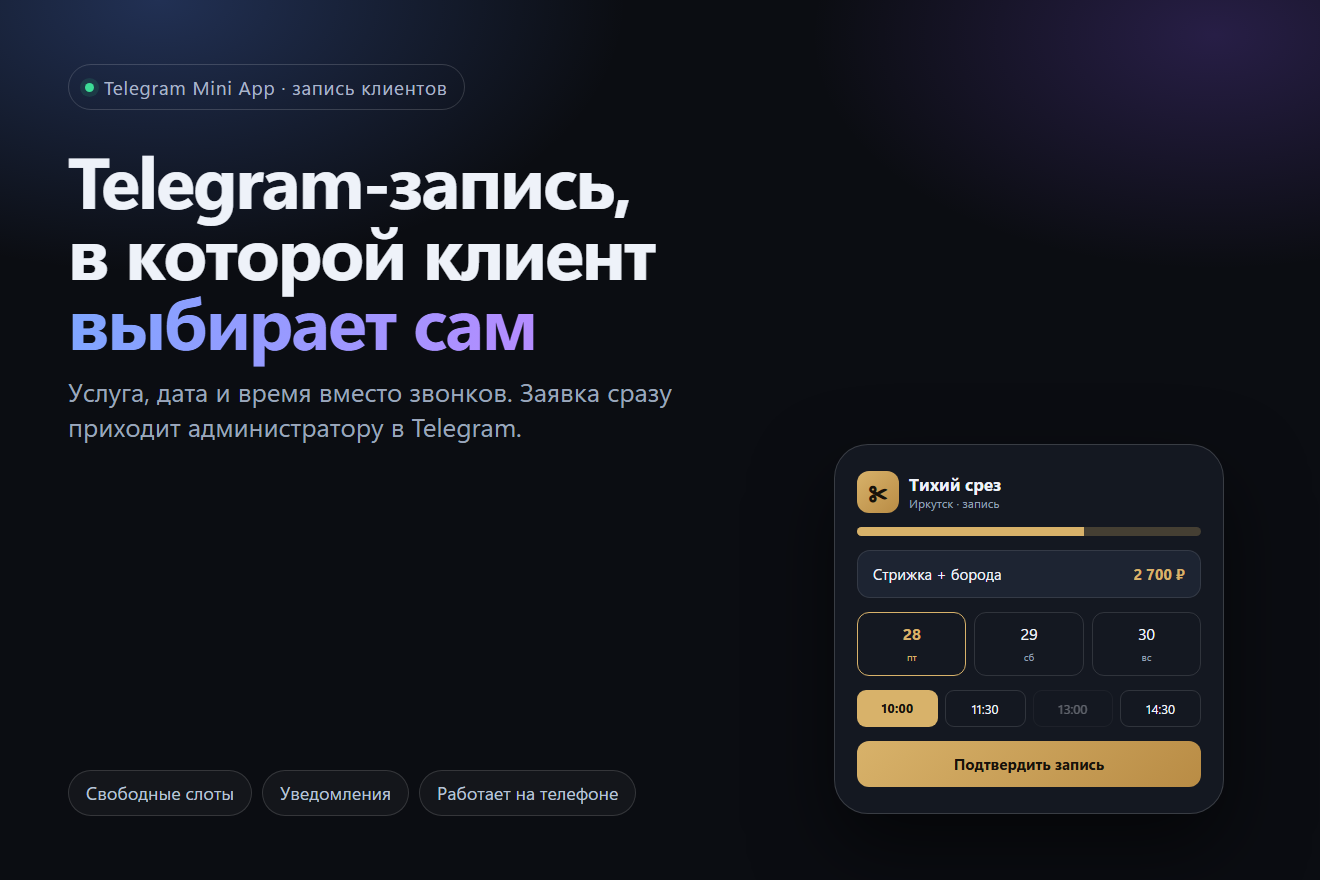 Telegram Mini App · запись клиентов
Telegram-запись,
в которой клиент
выбирает сам
Услуга, дата и время вместо звонков. Заявка сразу
приходит администратору в Telegram.
Тихий срез
Иркутск · запись
Стрижка + борода 2 700 ₽
28 29 30
пт сб вс
10:00 11:30 13:00 14:30
Подтвердить запись
Свободные слоты Уведомления Работает на телефоне